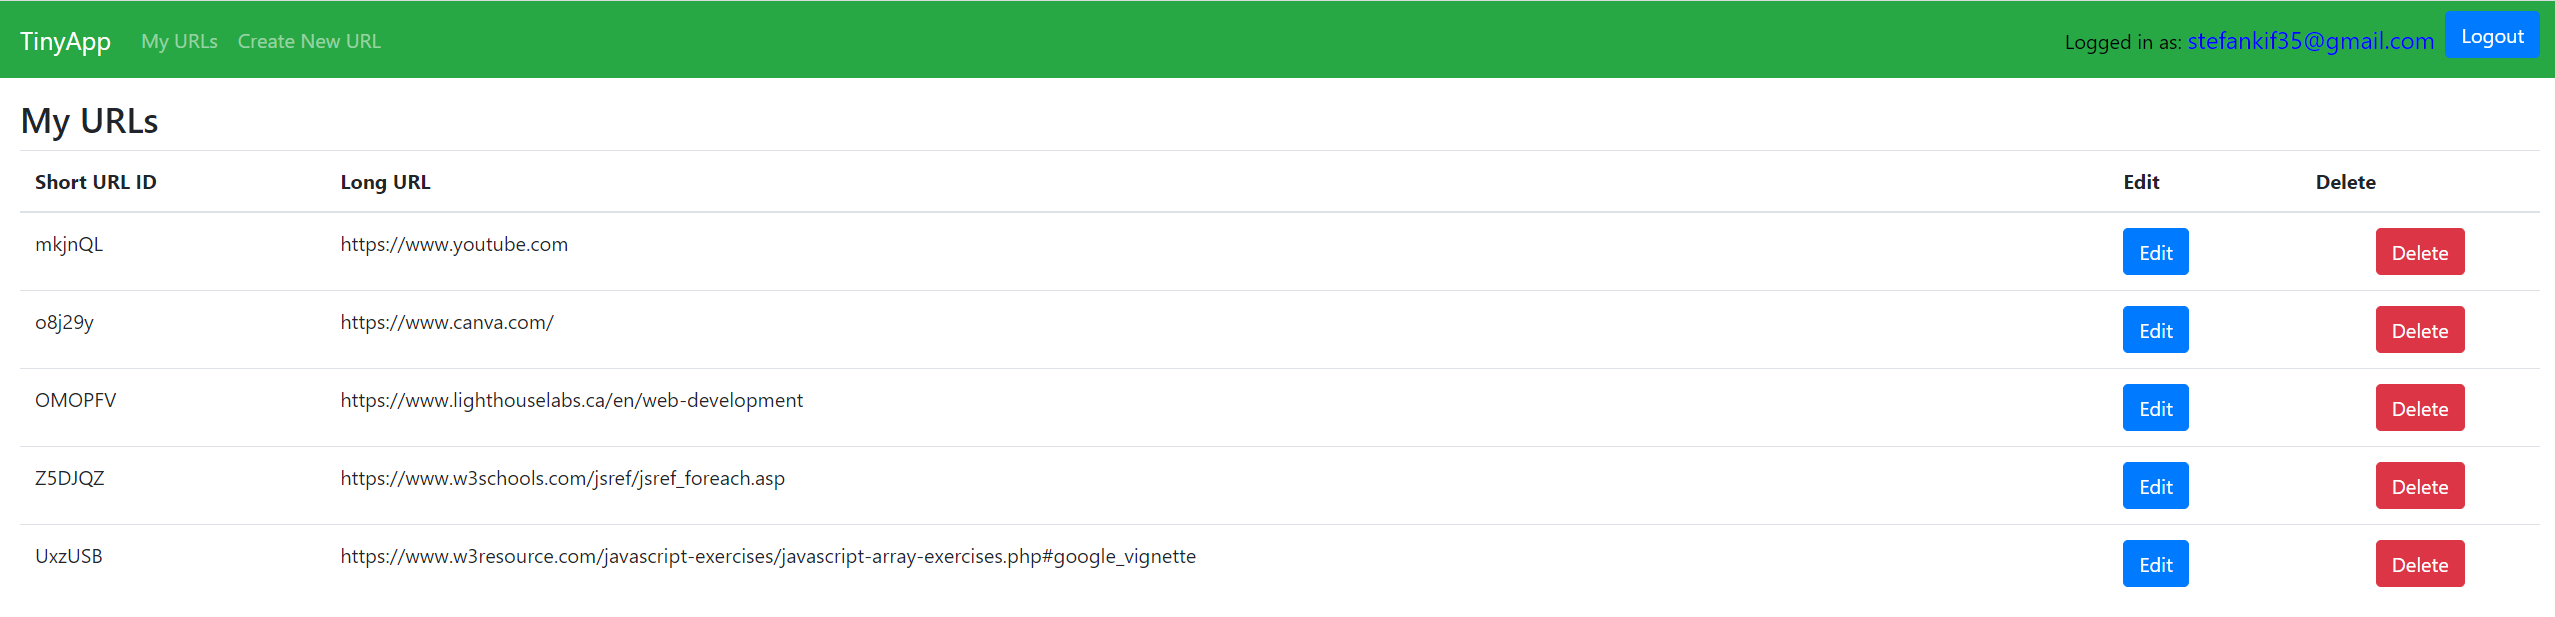 TinyApp My URLs Create New URL Logged in as: stefankif35@gmail.com Logout
My URLs
Short URL ID Long URL Edit Delete
mkjnQL https://www.youtube.com Edit Delete
o8j29y https://www.canva.com/ Edit Delete
OMOPFV https://www.lighthouselabs.ca/en/web-development Edit Delete
Z5DJQZ https://www.w3schools.com/jsref/jsref_foreach.asp Edit Delete
UxzUSB https://www.w3resource.com/javascript-exercises/javascript-array-exercises.php#google_vignette Edit Delete